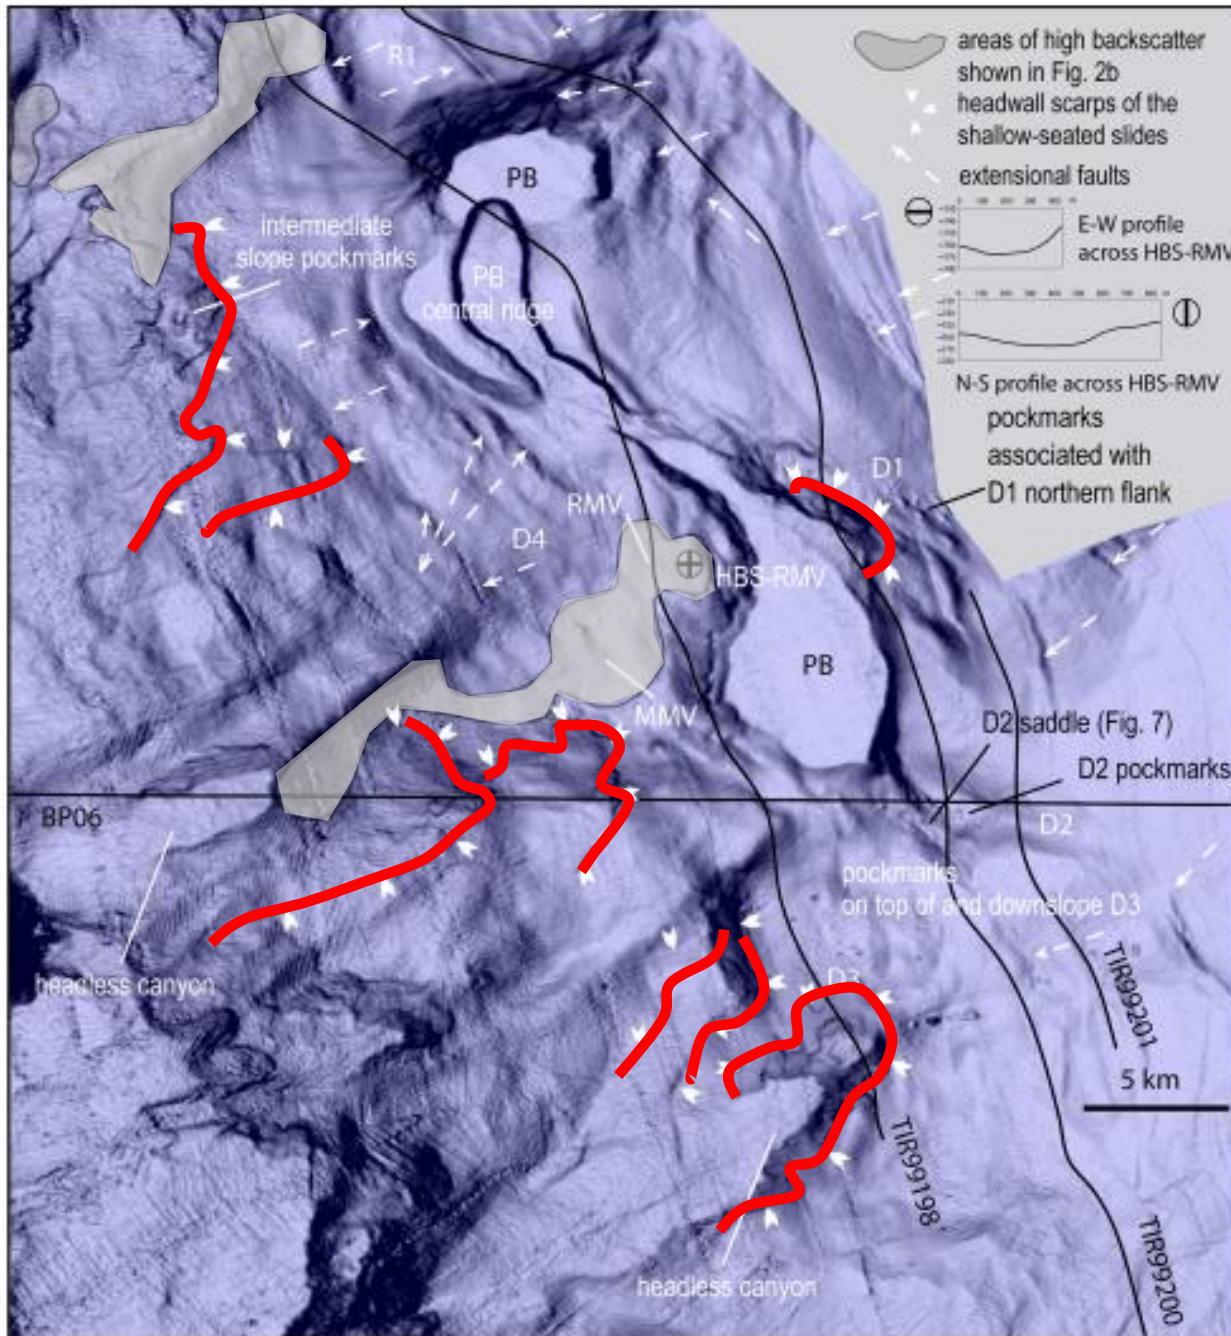 areas of high backscatter
shown in Fig. 2b
headwall scarps of the
shallow-seated slides
extensional faults
E-W profile
across HBS-RMV
N-S profile across HBS-RMV
pockmarks
associated with
D1 northern flank
R1
PB
intermediate
slope pockmarks
PB
central ridge
D1
RMV
D4
HBS-RMV
PB
MMV
D2 saddle (Fig. 7)
D2 pockmarks
BP06
D2
pockmarks
on top of and downslope D3
headless canyon
D3
TIR99201
5 km
TIR99198
TIR99200
headless canyon